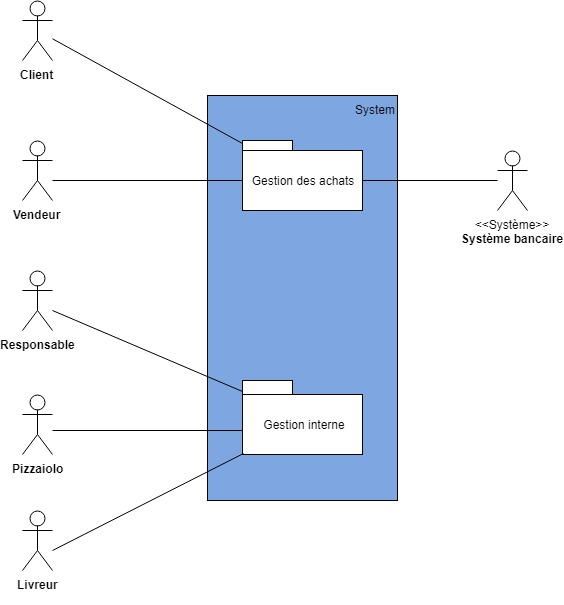 Client
System
Gestion des achats
Vendeur
<<Système>>
Système bancaire
Responsable
Gestion interne
Pizzaiolo
Livreur